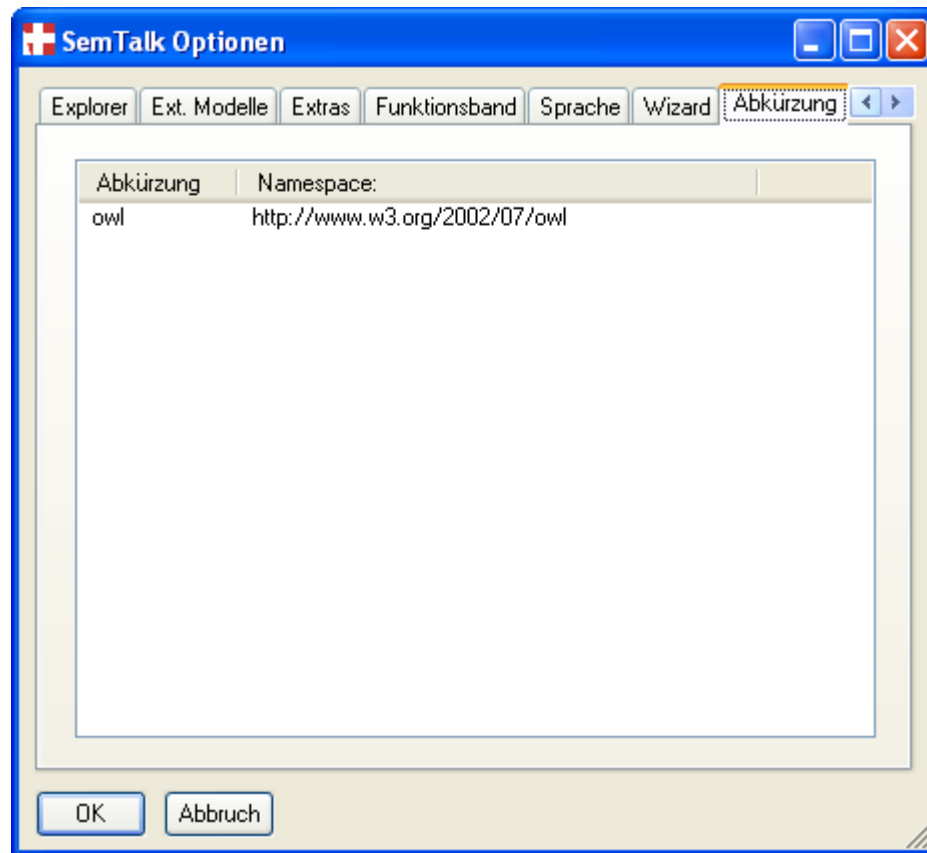 SemTalk Optionen
Explorer Ext. Modelle Extras Funktionsband Sprache Wizard Abkürzung
Abkürzung Namespace:
owl http://www.w3.org/2002/07/owl
OK Abbruch